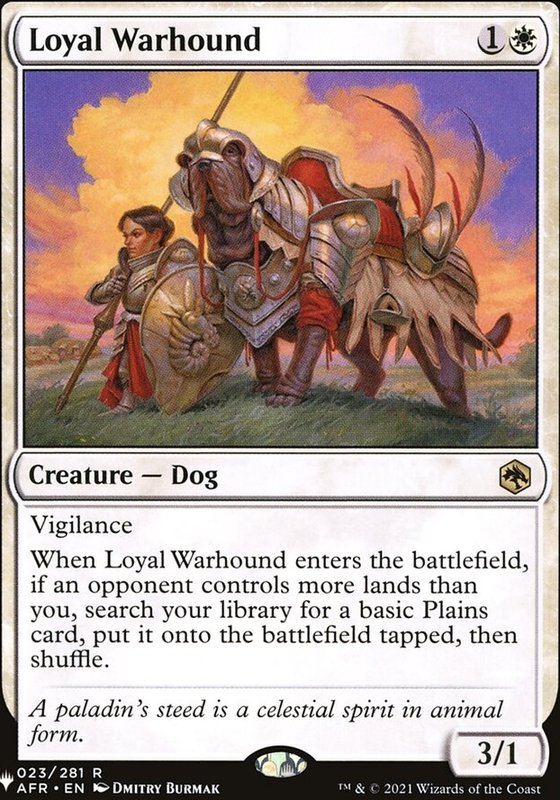 Loyal Warhound 1
Creature — Dog
Vigilance
When Loyal Warhound enters the battlefield,
if an opponent controls more lands than
you, search your library for a basic Plains
card, put it onto the battlefield tapped, then
shuffle.
A paladin's steed is a celestial spirit in animal
form.
3/1
023/281 R
AFR • EN Dmitry Burmak
™ & © 2021 Wizards of the Coast